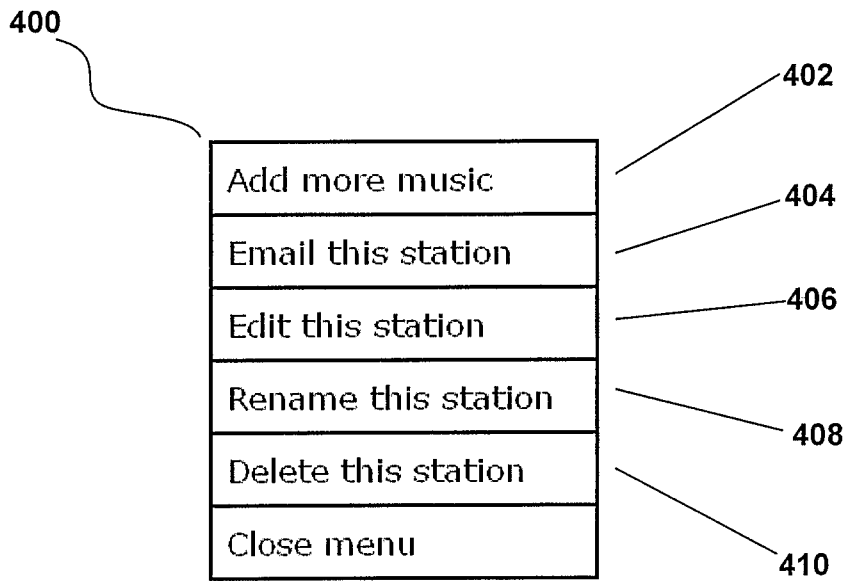 400
402
Add more music
404
Email this station
406
Edit this station
Rename this station
408
Delete this station
Close menu
410